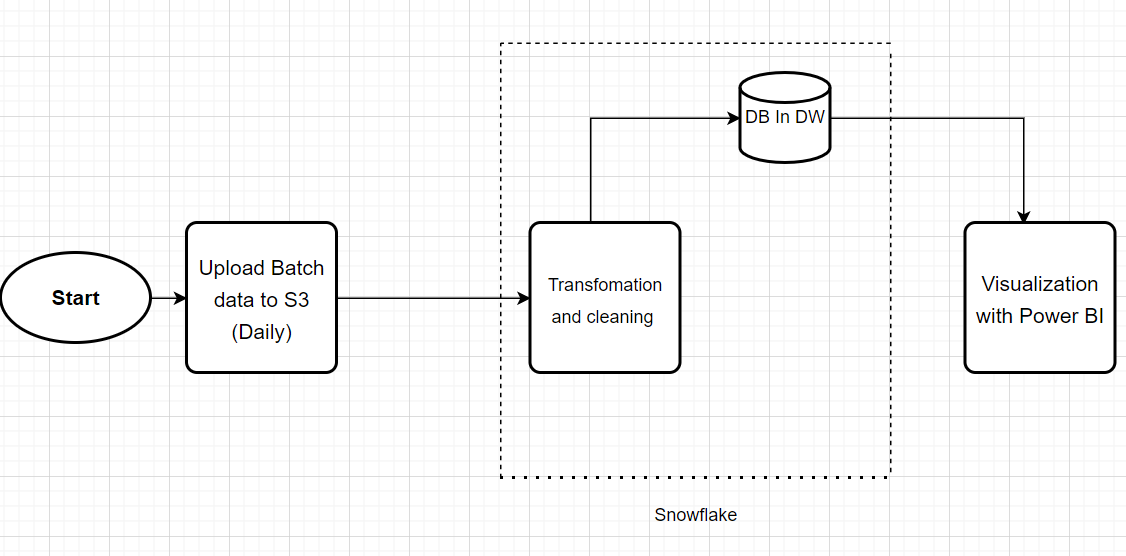 Start
Upload Batch
data to S3
(Daily)
Transfomation
and cleaning
DB In DW
Visualization
with Power BI
Snowflake